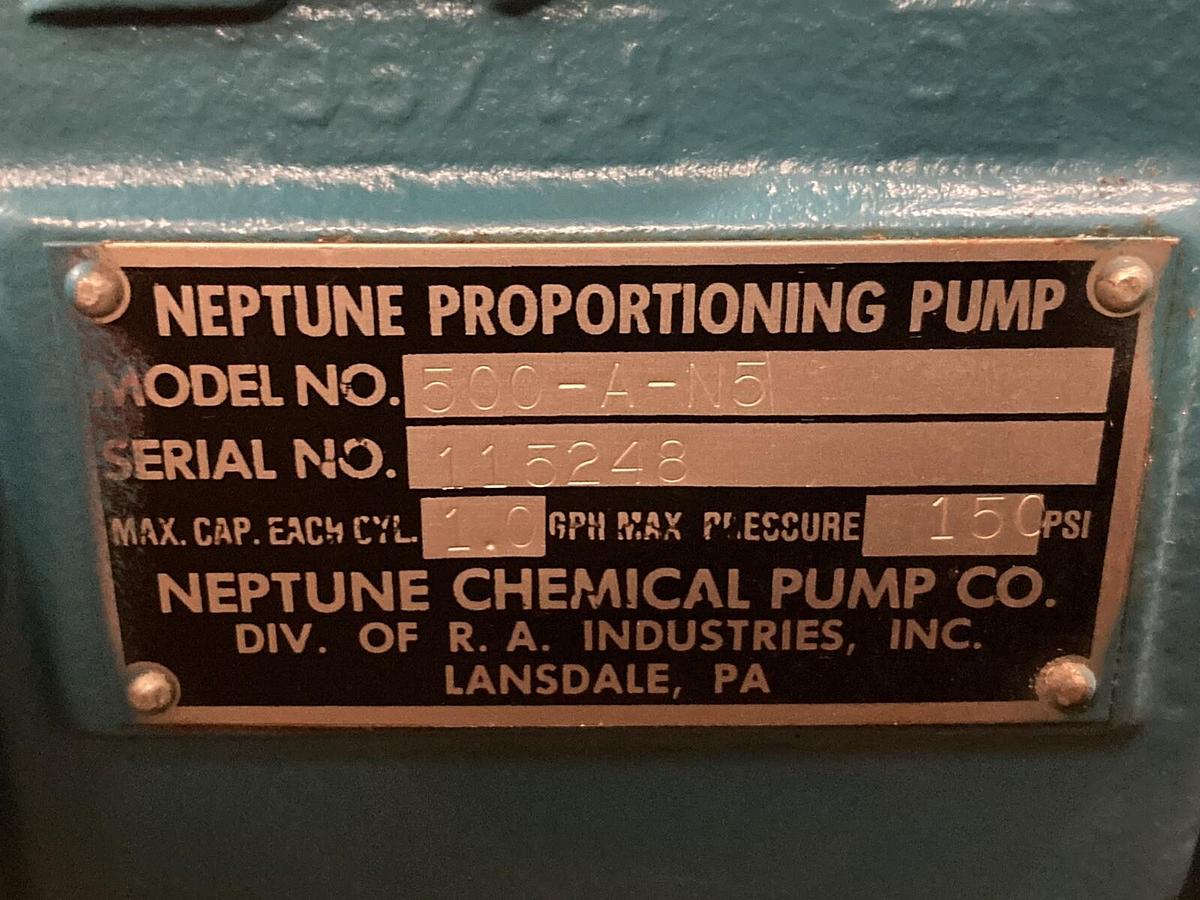 NEPTUNE PROPORTIONING PUMP
MODEL NO. 500-A-N5
SERIAL NO. 115248
MAX. CAP. EACH CYL. 1.0 GPH MAX PRESSURE 150 PSI
NEPTUNE CHEMICAL PUMP CO.
DIV. OF R. A. INDUSTRIES, INC.
LANSDALE, PA